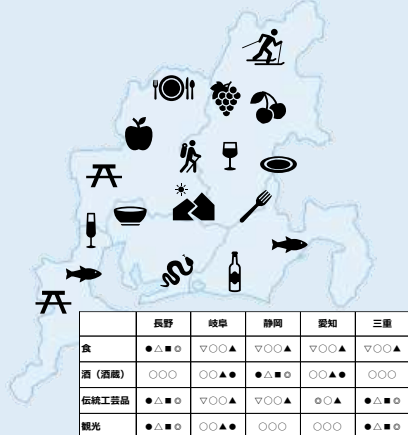 長野 岐阜 静岡 愛知 三重
食 ●△■◎ ▽○○▲ ▽○○▲ ▽○○▲ ▽○○▲
酒（酒蔵） ○○○ ○○▲● ●△■◎ ○○▲● ○○○
伝統工芸品 ●△■◎ ▽○○▲ ▽○○▲ ◎○▲ ●△■◎
観光 ●△■◎ ○○▲● ○○○ ○○○ ●△■◎